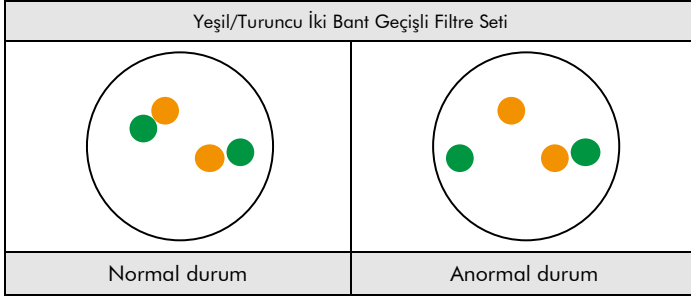 Yeşil/Turuncu İki Bant Geçişli Filtre Seti
Normal durum
Anormal durum